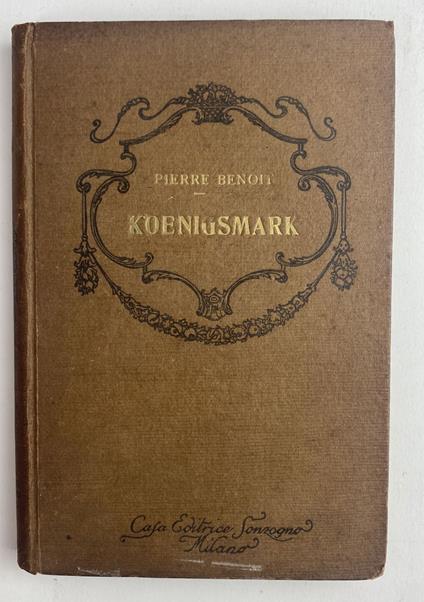 PIERRE BENOIT
KOENIGSMARK
Casa Editrice Sonzogno
Milano